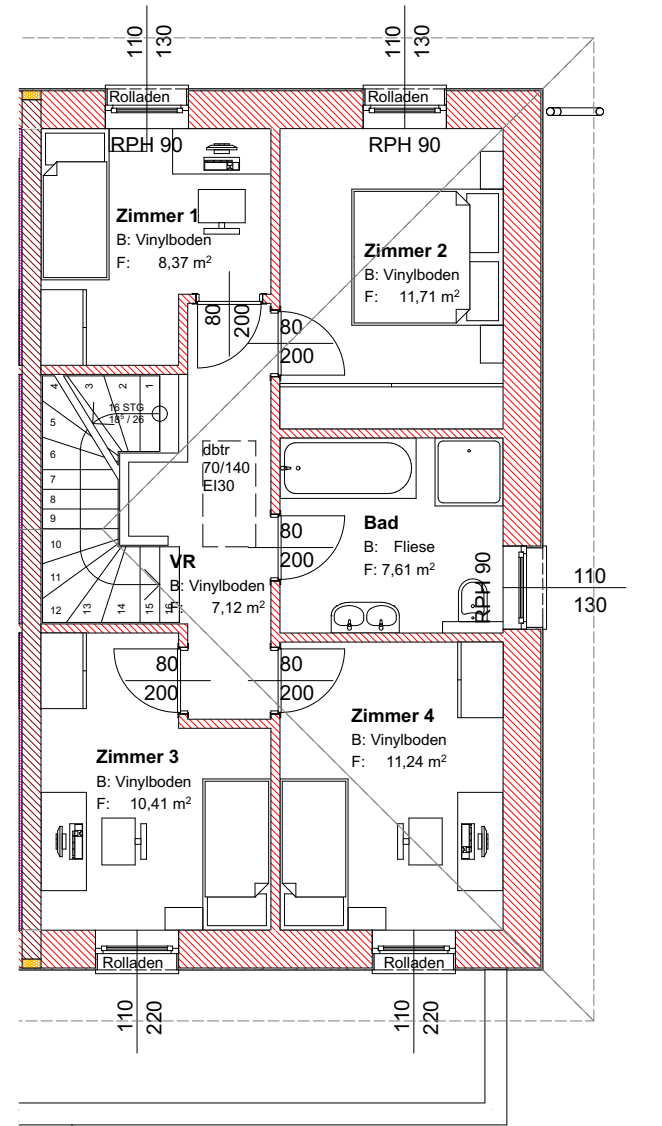 110
130
110
130
Rolladen
Rolladen
RPH 90
RPH 90
Zimmer 1
B: Vinylboden
F: 8,37 m²
Zimmer 2
B: Vinylboden
F: 11,71 m²
80
200
80
200
4
3
2
1
16 STG
18⁵ / 26
5
6
7
8
9
10
11
12
13
14
15
16
dbtr
70/140
EI30
Bad
B: Fliese
F: 7,61 m²
80
200
RPH 90
110
130
VR
B: Vinylboden
F: 7,12 m²
80
200
80
200
Zimmer 3
B: Vinylboden
F: 10,41 m²
Zimmer 4
B: Vinylboden
F: 11,24 m²
Rolladen
Rolladen
110
220
110
220